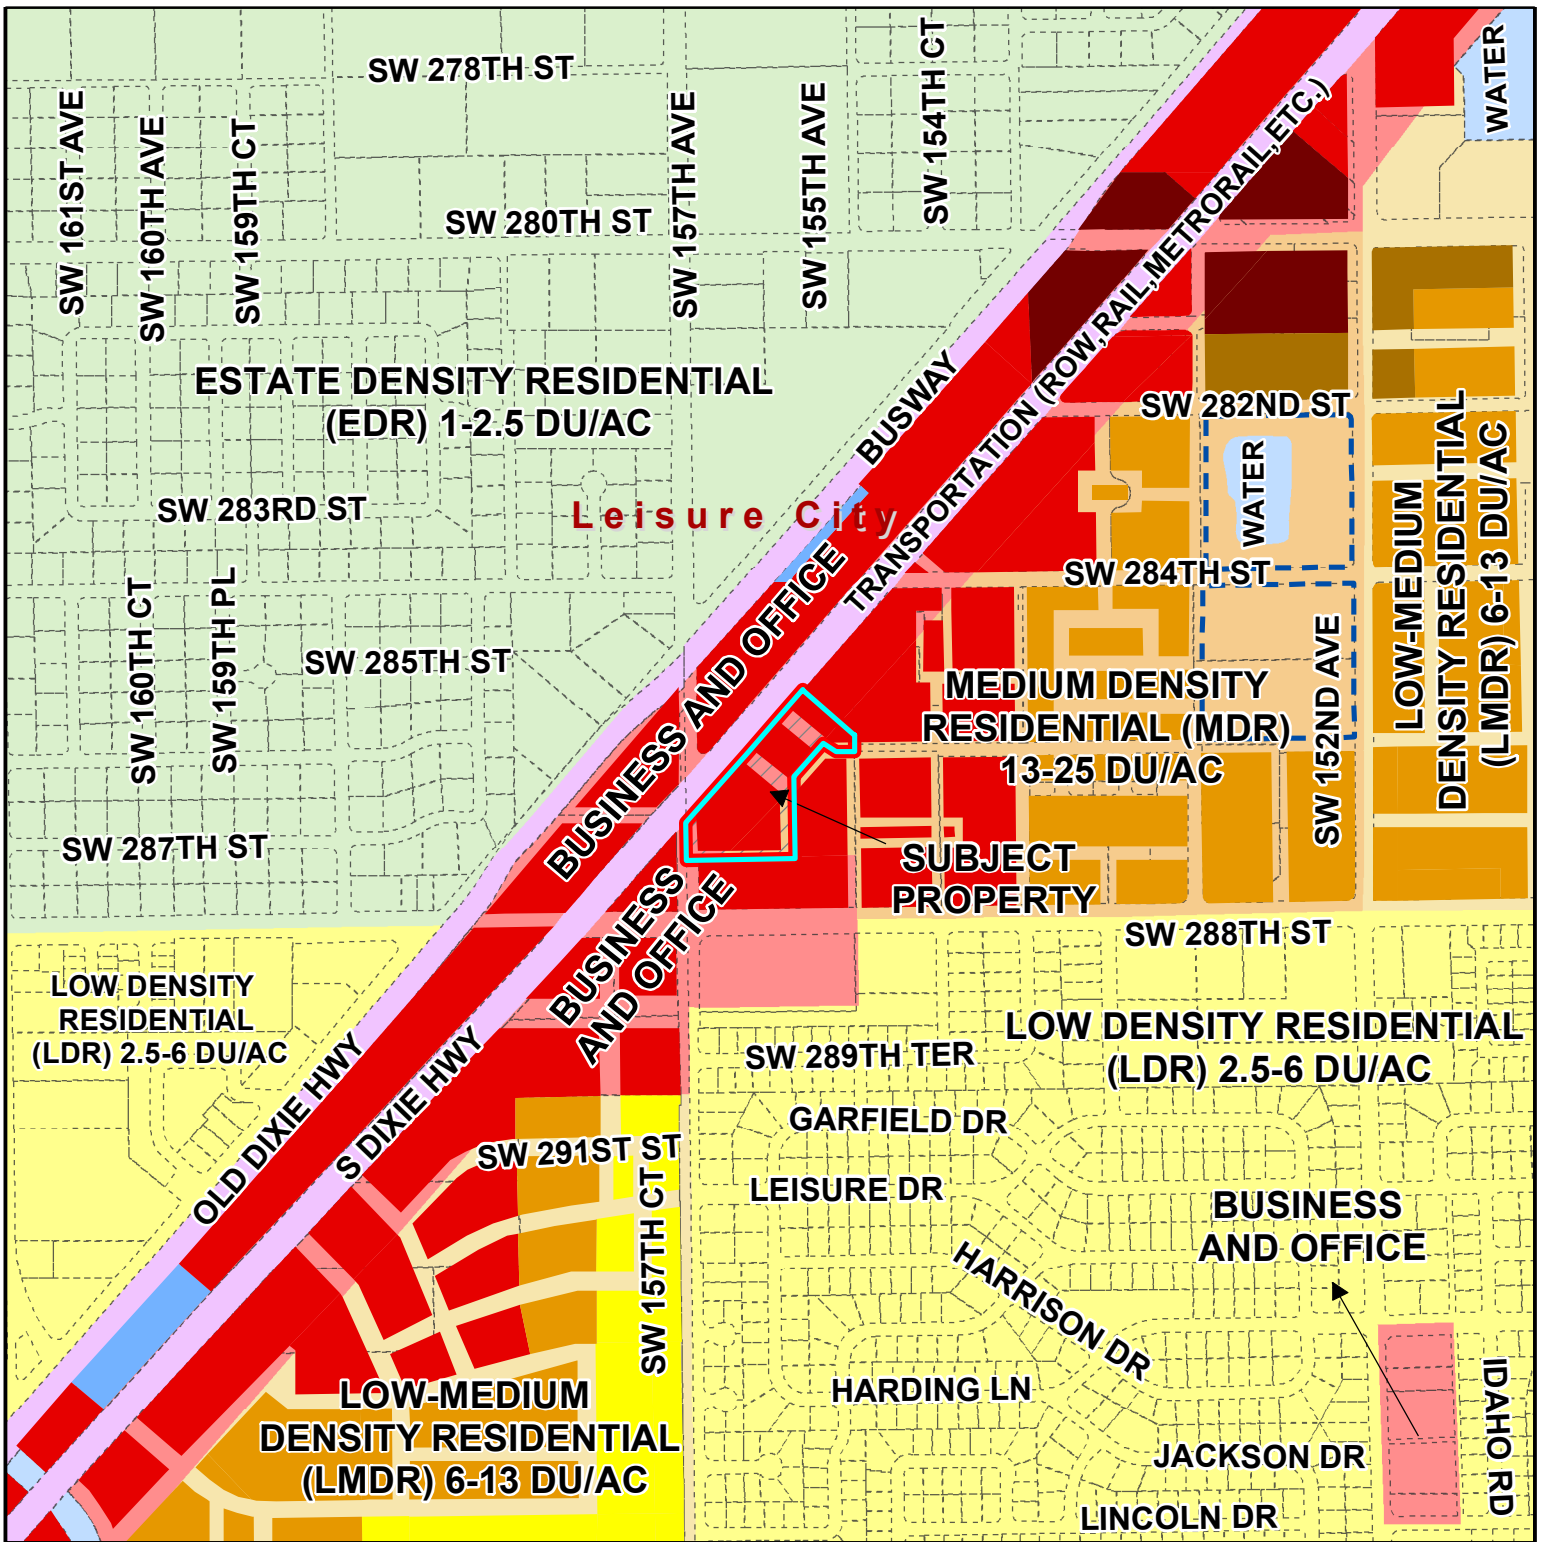 SW 278TH ST
SW 161ST AVE
SW 160TH AVE
SW 159TH CT
SW 157TH AVE
SW 155TH AVE
SW 154TH CT
WATER
SW 280TH ST
TRANSPORTATION (ROW,RAIL,METRORAIL,ETC.)
BUSWAY
ESTATE DENSITY RESIDENTIAL
(EDR) 1-2.5 DU/AC
SW 282ND ST
WATER
LOW-MEDIUM
DENSITY RESIDENTIAL
(LMDR) 6-13 DU/AC
SW 283RD ST
Leisure City
SW 284TH ST
SW 160TH CT
SW 159TH PL
SW 285TH ST
BUSINESS AND OFFICE
MEDIUM DENSITY
RESIDENTIAL (MDR)
13-25 DU/AC
SW 152ND AVE
SW 287TH ST
SUBJECT
PROPERTY
BUSINESS
AND OFFICE
SW 288TH ST
LOW DENSITY
RESIDENTIAL
(LDR) 2.5-6 DU/AC
OLD DIXIE HWY
S DIXIE HWY
LOW DENSITY RESIDENTIAL
(LDR) 2.5-6 DU/AC
SW 289TH TER
GARFIELD DR
SW 291ST ST
SW 157TH CT
LEISURE DR
BUSINESS
AND OFFICE
HARRISON DR
HARDING LN
LOW-MEDIUM
DENSITY RESIDENTIAL
(LMDR) 6-13 DU/AC
IDAHO RD
JACKSON DR
LINCOLN DR